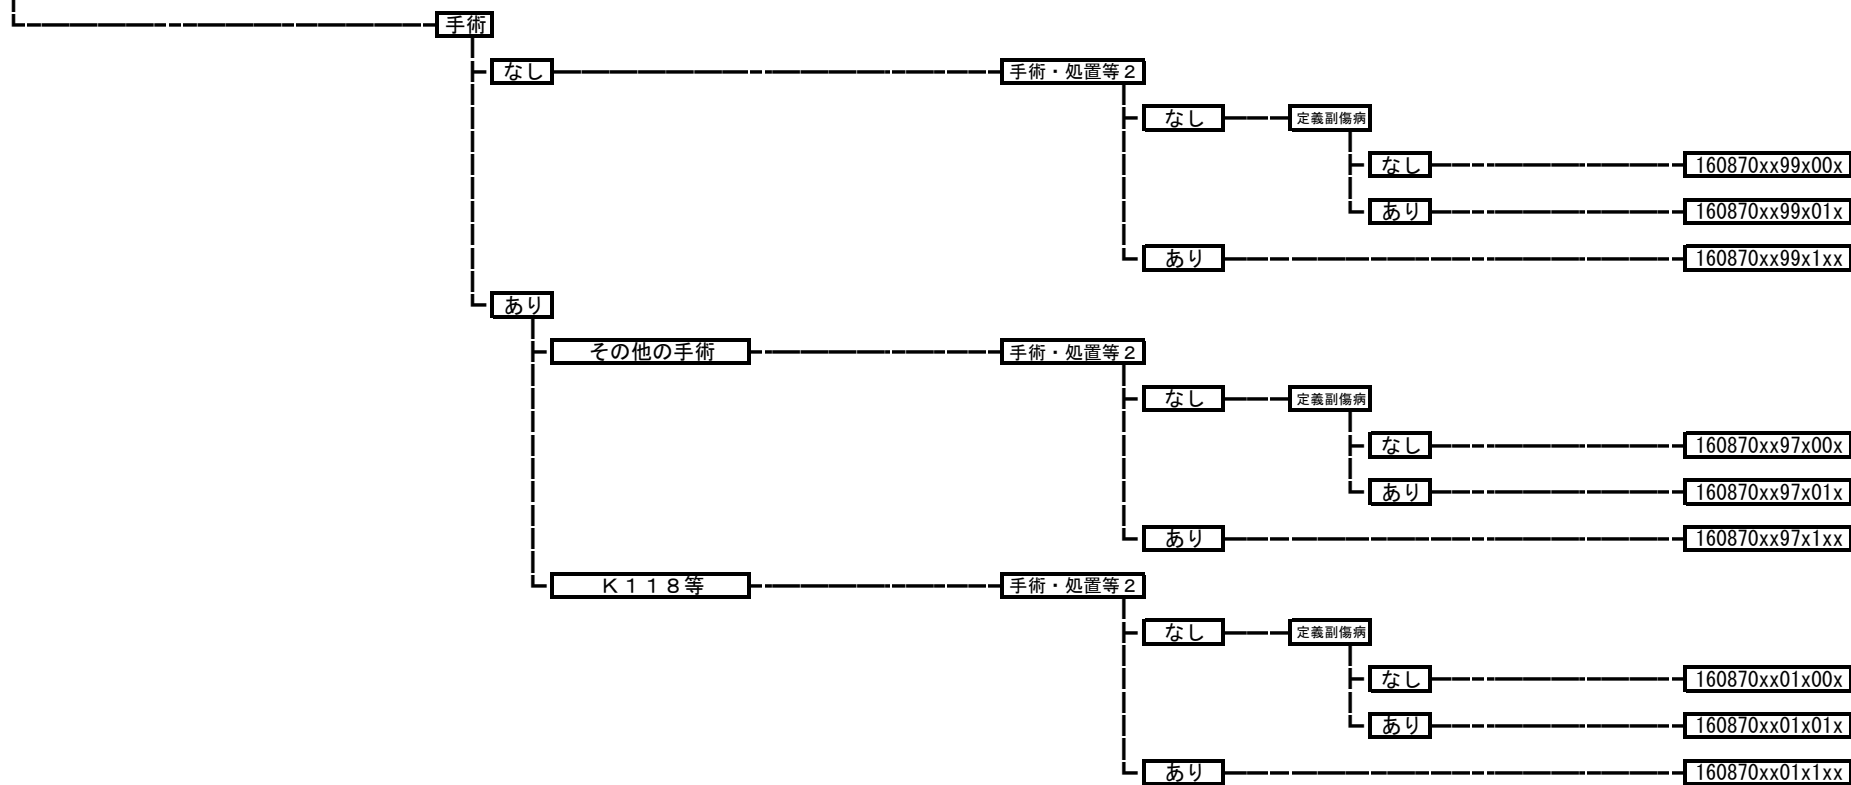 手術
なし 手術・処置等２
なし 定義副傷病
なし 160870xx99x00x
あり 160870xx99x01x
あり 160870xx99x1xx
あり
その他の手術 手術・処置等２
なし 定義副傷病
なし 160870xx97x00x
あり 160870xx97x01x
あり 160870xx97x1xx
Ｋ１１８等 手術・処置等２
なし 定義副傷病
なし 160870xx01x00x
あり 160870xx01x01x
あり 160870xx01x1xx